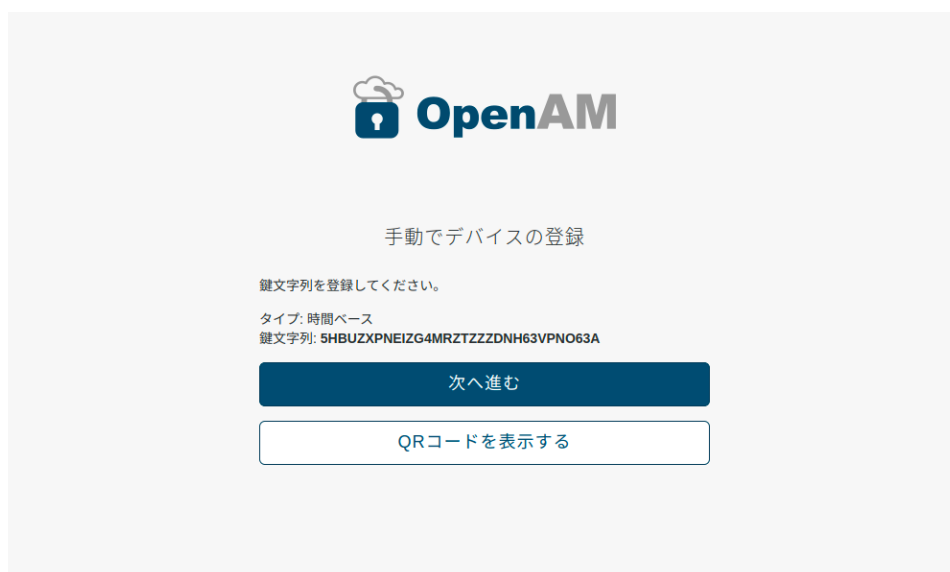 OpenAM
手動でデバイスの登録
鍵文字列を登録してください。
タイプ: 時間ベース
鍵文字列: 5HBUZXPNEIZG4MRZTZZZDNH63VPNO63A
次へ進む
QRコードを表示する